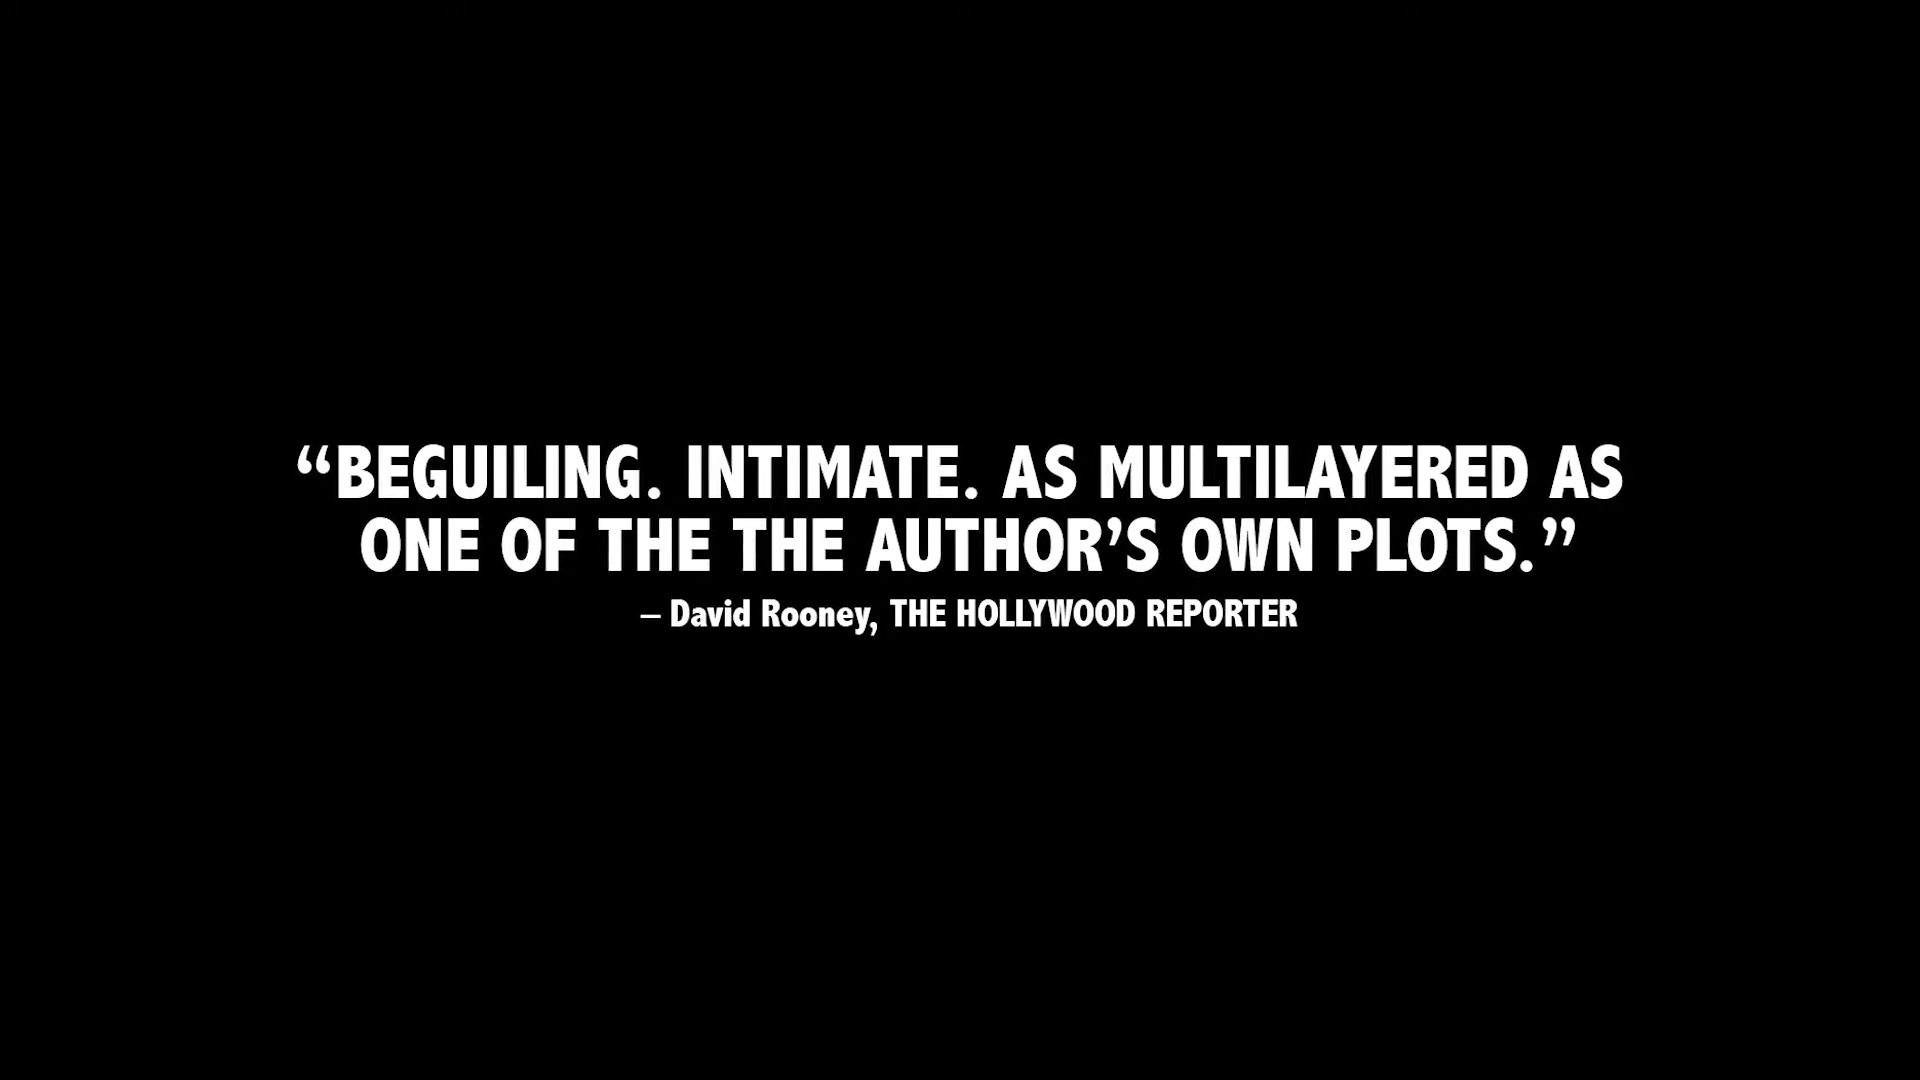 “BEGUILING. INTIMATE. AS MULTILAYERED AS
ONE OF THE THE AUTHOR’S OWN PLOTS.”
– David Rooney, THE HOLLYWOOD REPORTER